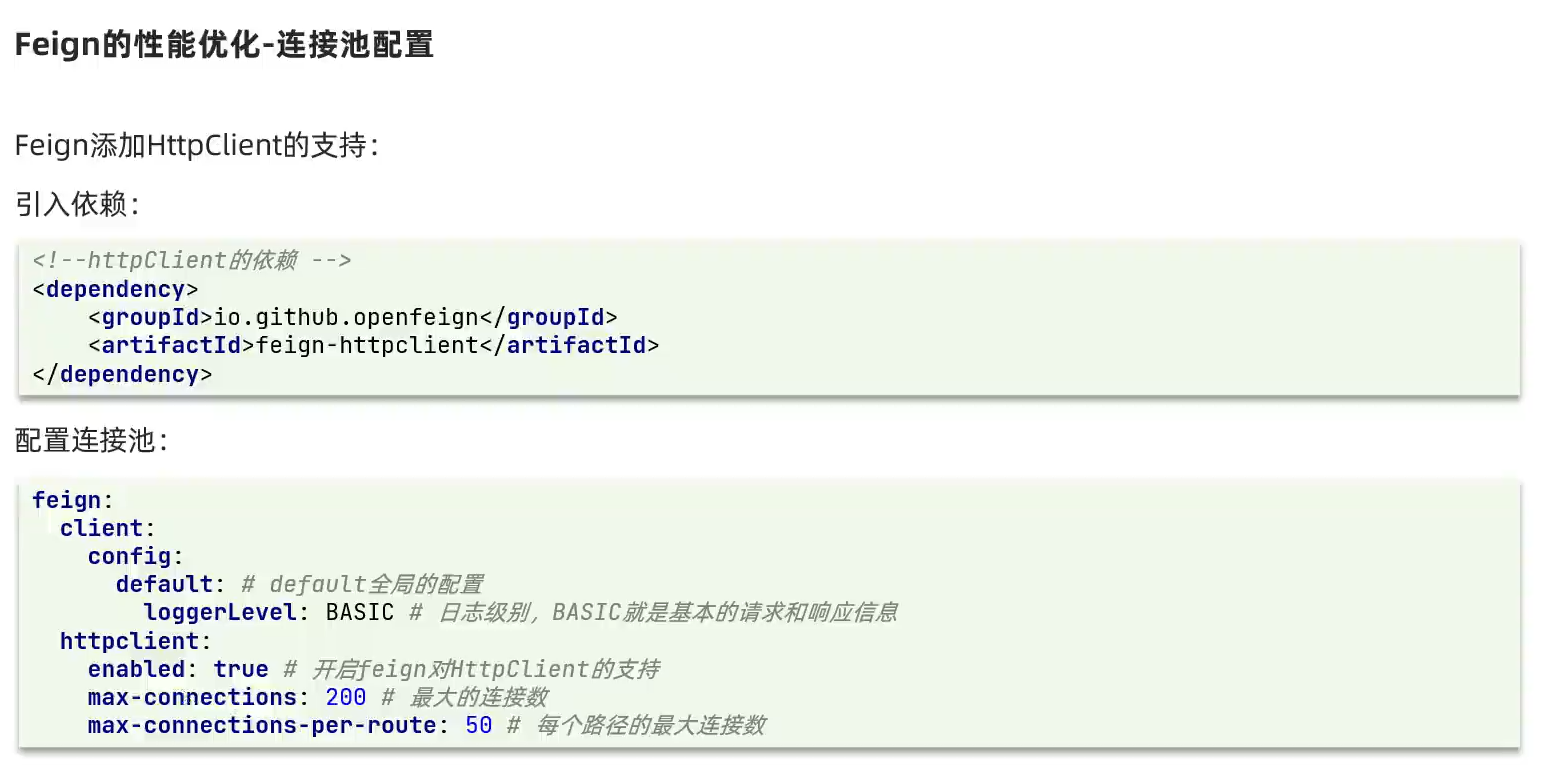 Feign的性能优化-连接池配置
Feign添加HttpClient的支持：
引入依赖：
<!--httpClient的依赖 -->
<dependency>
    <groupId>io.github.openfeign</groupId>
    <artifactId>feign-httpclient</artifactId>
</dependency>
配置连接池：
feign:
  client:
    config:
      default: # default全局的配置
        loggerLevel: BASIC # 日志级别，BASIC就是基本的请求和响应信息
  httpclient:
    enabled: true # 开启feign对HttpClient的支持
    max-connections: 200 # 最大的连接数
    max-connections-per-route: 50 # 每个路径的最大连接数